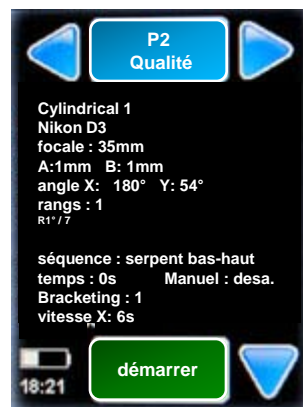 P2
Qualité
Cylindrical 1
Nikon D3
focale : 35mm
A:1mm B: 1mm
angle X: 180° Y: 54°
rangs : 1
R1°/ 7
séquence : serpent bas-haut
temps : 0s Manuel : desa.
Bracketing : 1
vitesse X: 6s
démarrer
18:21